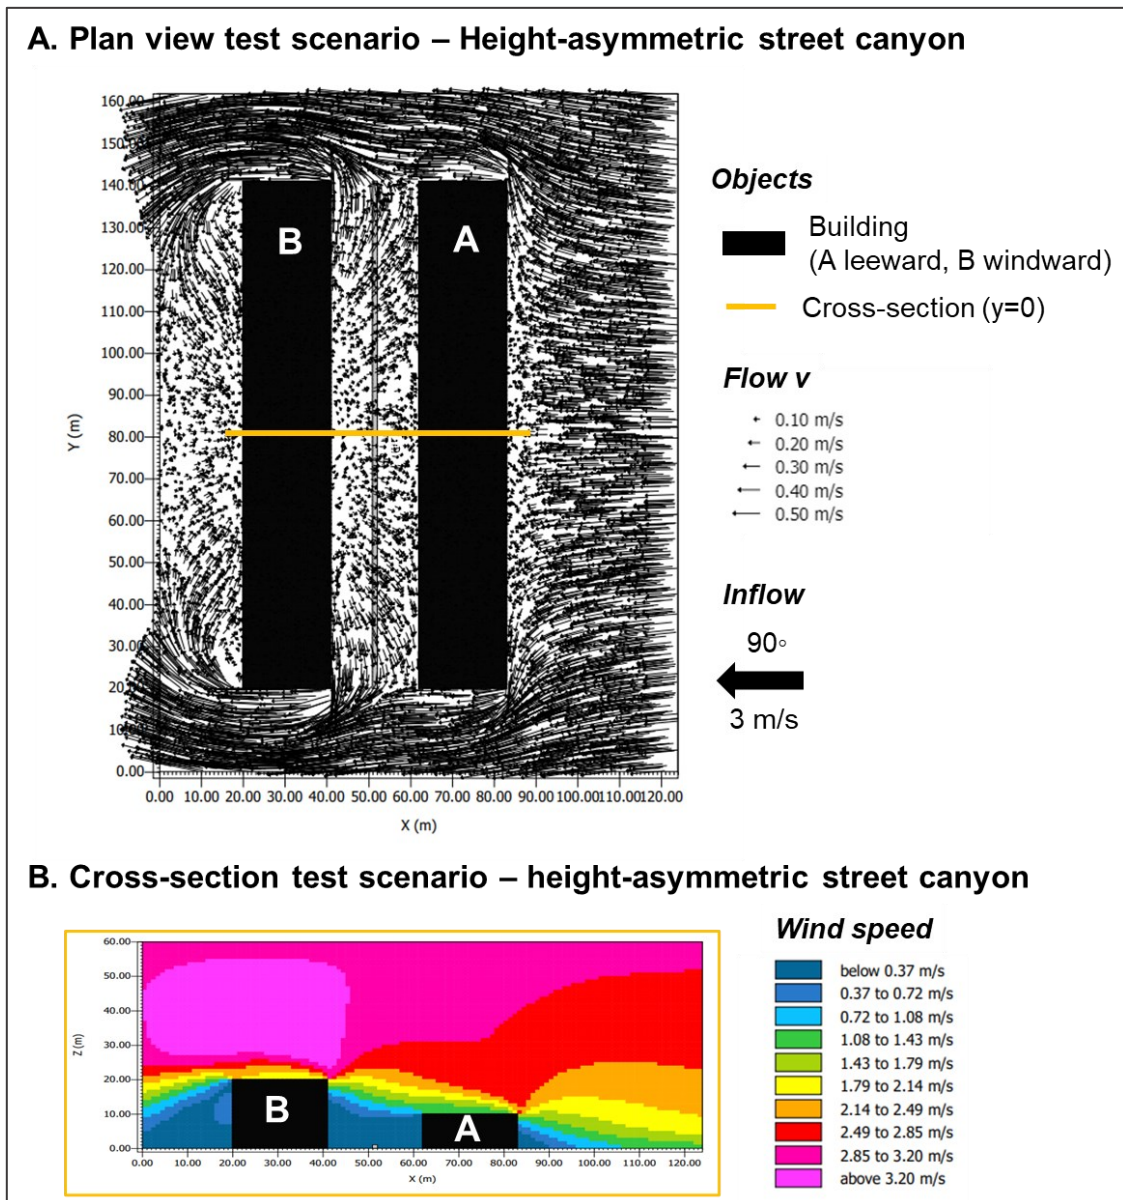 A. Plan view test scenario – Height-asymmetric street canyon
160.00
150.00
140.00
130.00
120.00
110.00
100.00
90.00
80.00
70.00
60.00
50.00
40.00
30.00
20
10
0.00
Y (m)
B
A
0.00 10.00 20.00 30.00 40.00 50.00 60.00 70.00 80.00 90.00 100.00110.00120.00
X (m)
Objects
Building
(A leeward, B windward)
Cross-section (y=0)
Flow v
0.10 m/s
0.20 m/s
0.30 m/s
0.40 m/s
0.50 m/s
Inflow
90◦
3 m/s
B. Cross-section test scenario – height-asymmetric street canyon
60.00
50.00
40.00
30.00
20.00
10.00
0.00
Z (m)
B
A
0.00 10.00 20.00 30.00 40.00 50.00 60.00 70.00 80.00 90.00 100.00 110.00 120.00
X (m)
Wind speed
below 0.37 m/s
0.37 to 0.72 m/s
0.72 to 1.08 m/s
1.08 to 1.43 m/s
1.43 to 1.79 m/s
1.79 to 2.14 m/s
2.14 to 2.49 m/s
2.49 to 2.85 m/s
2.85 to 3.20 m/s
above 3.20 m/s